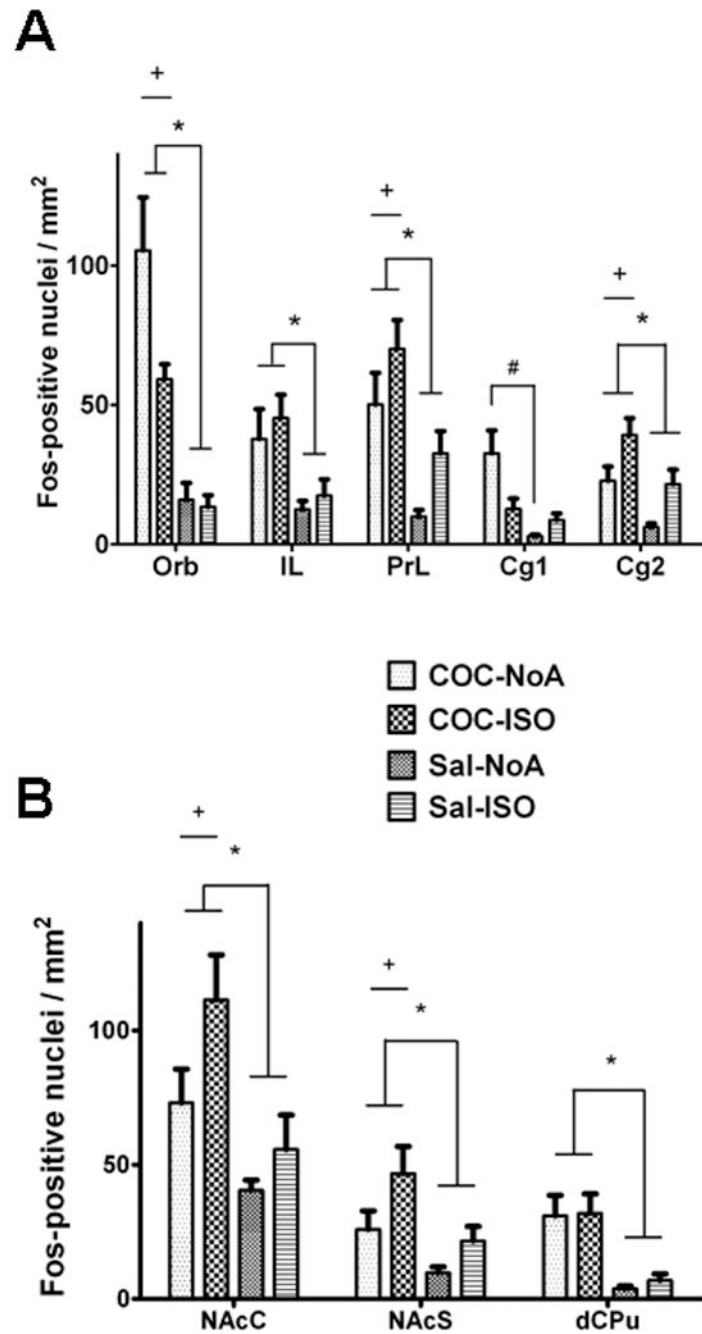 A
+
*
Fos-positive nuclei / mm²
100
50
0
+
*
*
#
+
*
Orb IL PrL Cg1 Cg2
COC-NoA
COC-ISO
Sal-NoA
Sal-ISO
B
+
*
Fos-positive nuclei / mm²
100
50
0
+
*
*
NAcC NAcS dCPu